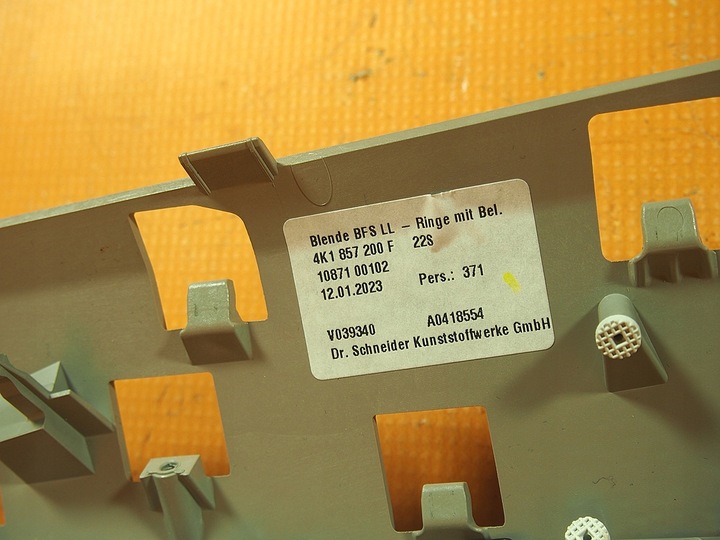 Blende BFS LL – Ringe mit Bel.
4K1 857 200 F 22S
10871 00102
12.01.2023 Pers.: 371
V039340 A0418554
Dr. Schneider Kunststoffwerke GmbH